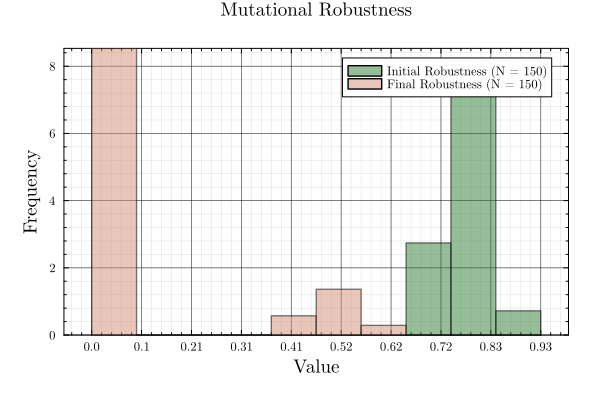 Mutational Robustness
Initial Robustness (N = 150)
Final Robustness (N = 150)
Frequency
8
6
4
2
0
0.0 0.1 0.21 0.31 0.41 0.52 0.62 0.72 0.83 0.93
Value